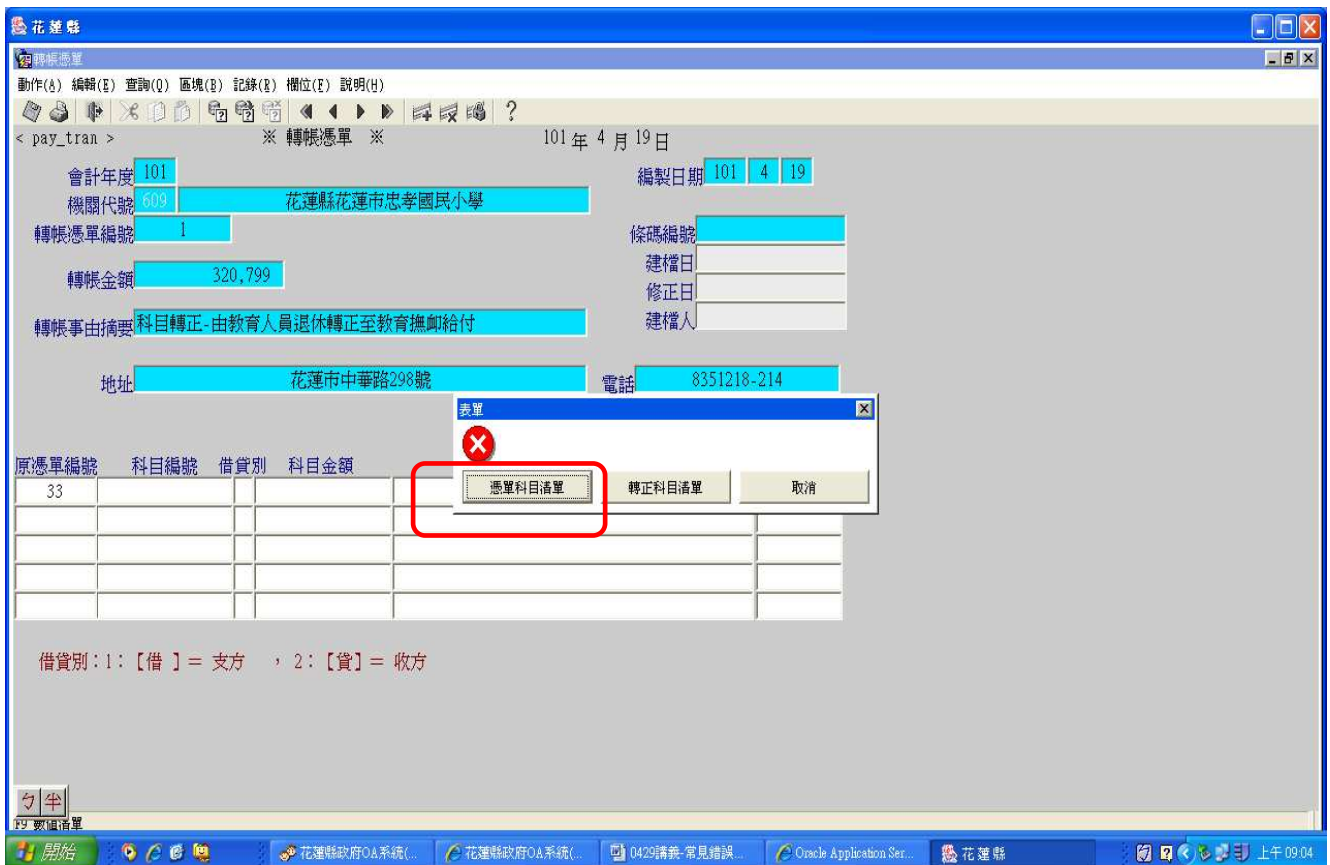 花蓮縣
轉帳憑單
動作(A) 編輯(E) 查詢(Q) 區塊(B) 記錄(R) 欄位(F) 說明(H)
< pay_tran > ※ 轉帳憑單 ※ 101 年 4 月 19 日
會計年度 101 編製日期 101 4 19
機關代號 609 花蓮縣花蓮市忠孝國民小學
轉帳憑單編號 1 條碼編號
建檔日
轉帳金額 320,799
修正日
轉帳事由摘要 科目轉正-由教育人員退休轉正至教育撫卹給付 建檔人
地址 花蓮市中華路298號 電話 8351218-214
表單
原憑單編號 科目編號 借貸別 科目金額
憑單科目清單 轉正科目清單 取消
33
借貸別：1：【借 】＝ 支方 ，2：【貸】＝ 收方
ㄅ 半
F9 數值清單
開始 花蓮縣政府OA系統(... 花蓮縣政府OA系統(... 0429講義-常見錯誤... Oracle Application Ser... 花蓮縣 上午 09:04